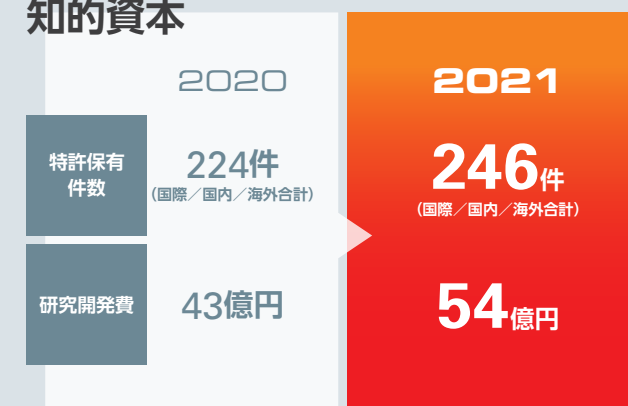 知的資本
2020
2021
特許保有
件数
224件
（国際／国内／海外合計）
246件
（国際／国内／海外合計）
研究開発費
43億円
54億円